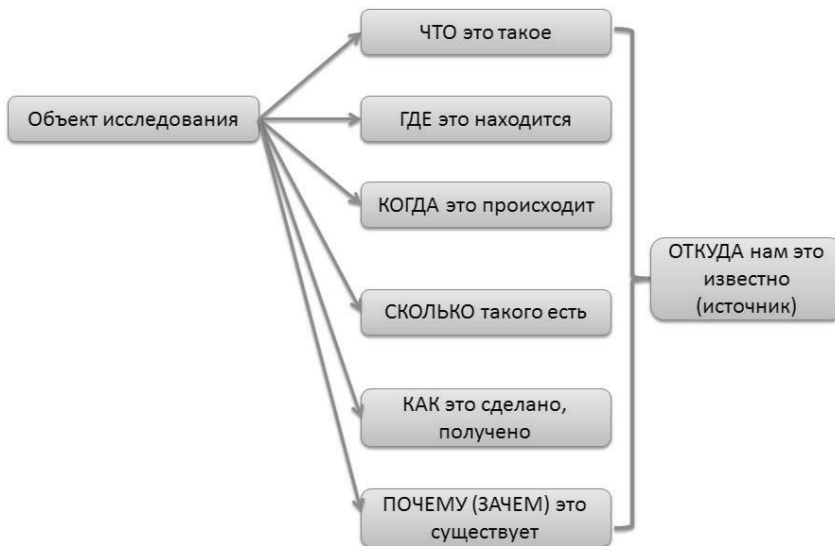 ЧТО это такое
Объект исследования
ГДЕ это находится
КОГДА это происходит
ОТКУДА нам это
известно
(источник)
СКОЛЬКО такого есть
КАК это сделано,
получено
ПОЧЕМУ (ЗАЧЕМ) это
существует